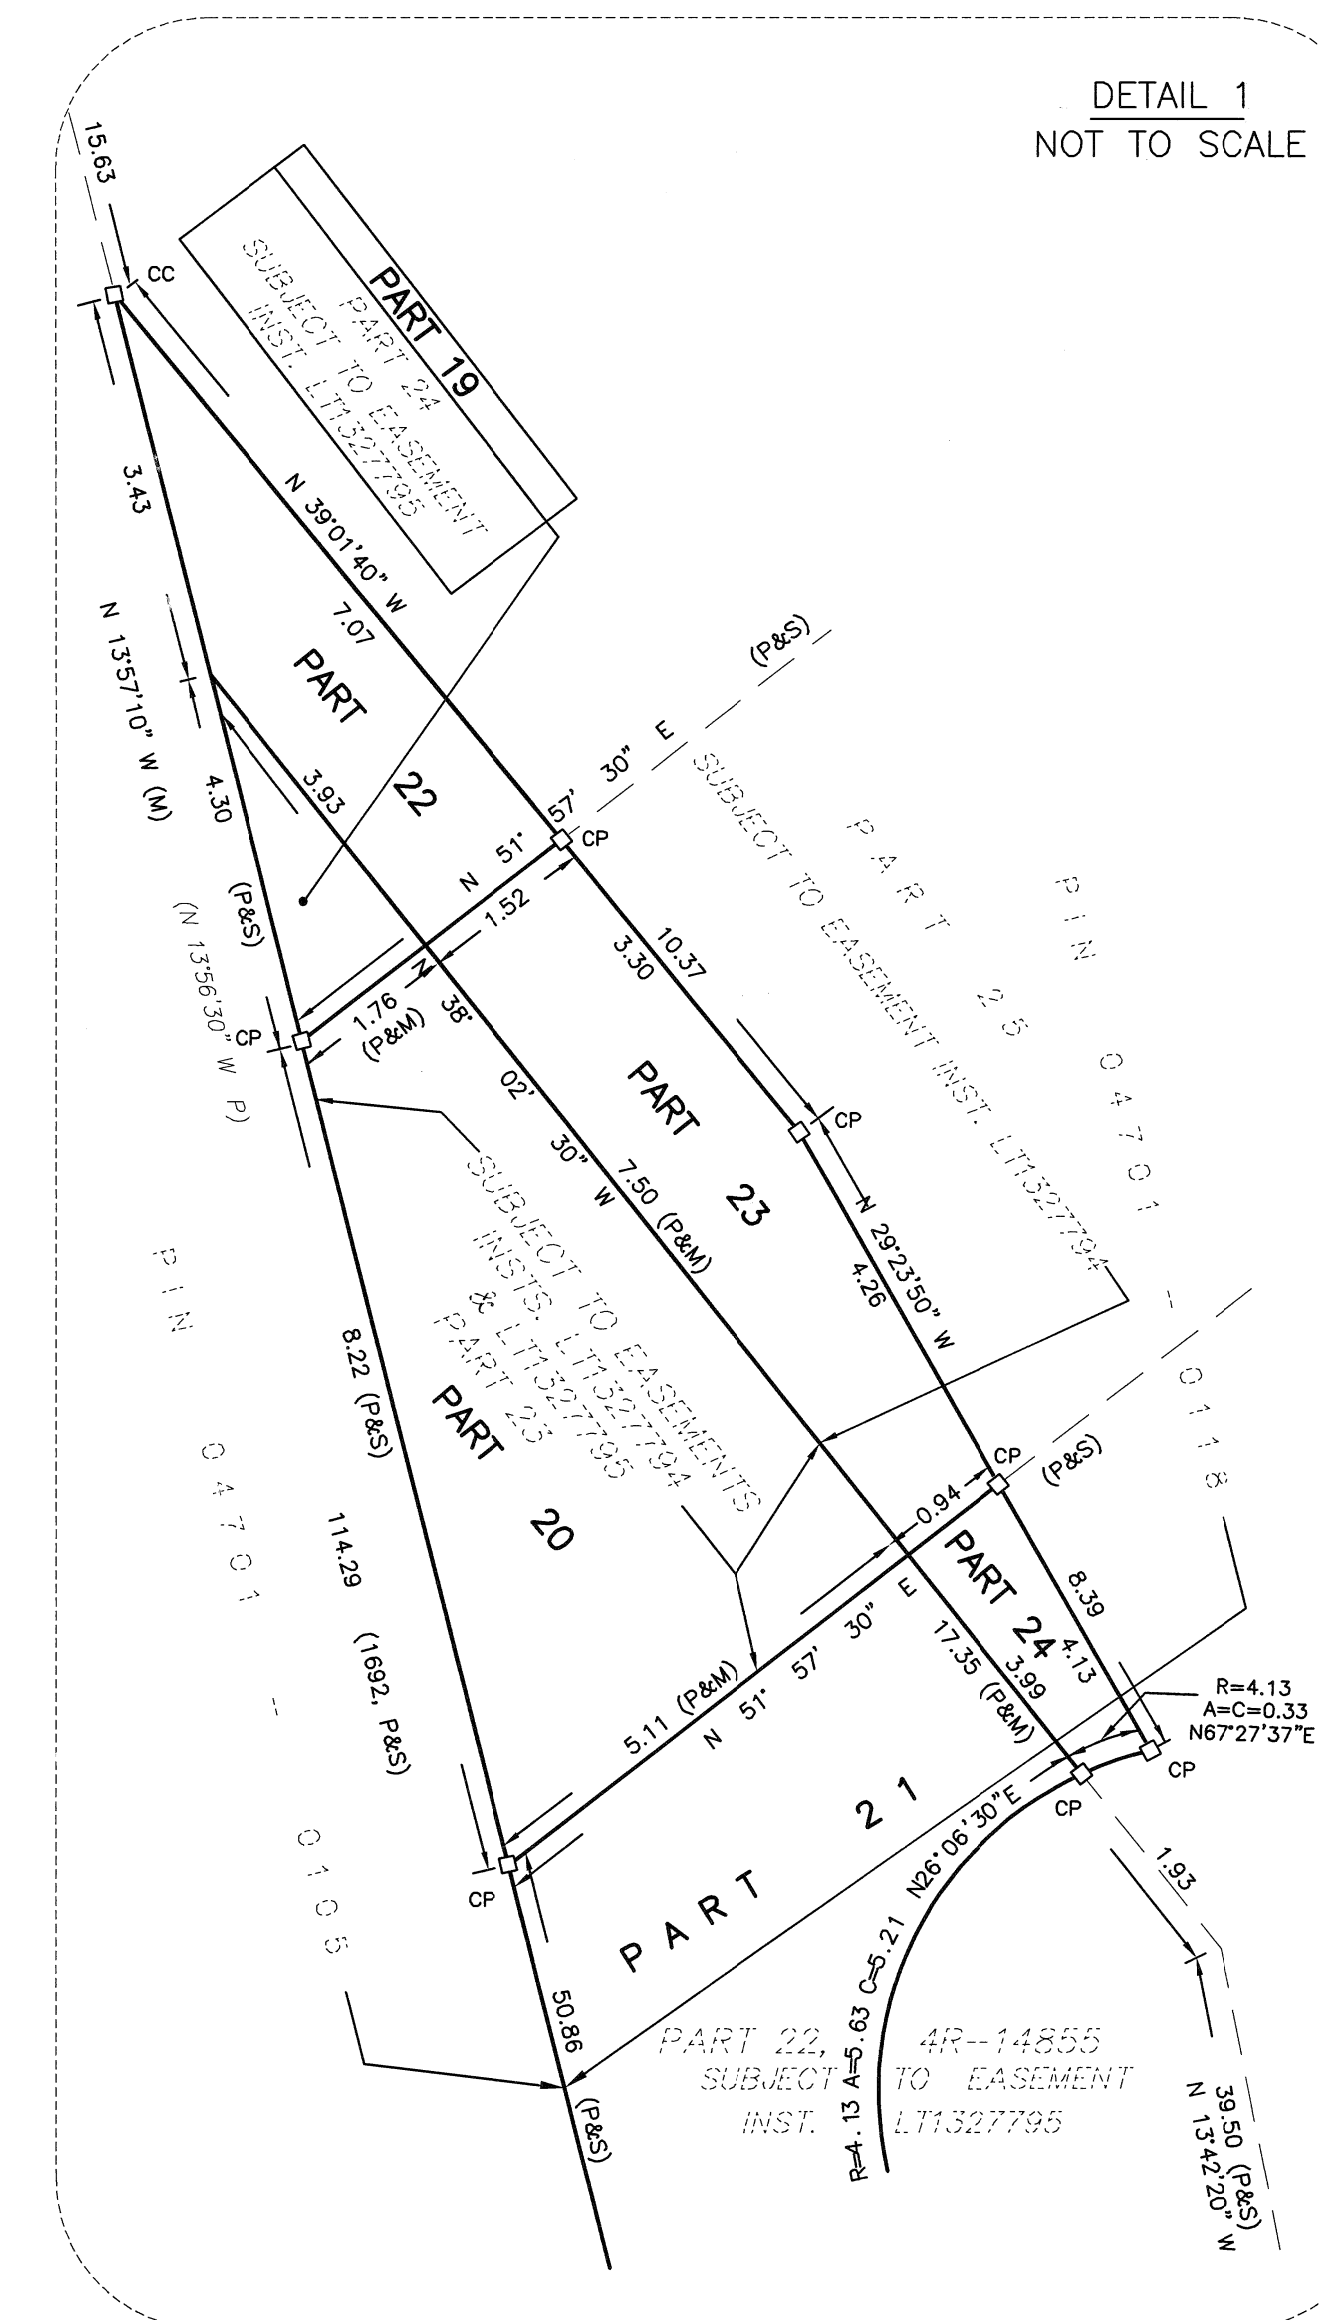 DETAIL 1
NOT TO SCALE
15.63
CC
PART 19
PART 24
SUBJECT TO EASEMENT
INST. LT1327795
3.43
N 39°01'40" W
7.07
N 13°57'10" W (M)
PART
22
3.93
4.30
(P&S)
(N 13°56'30" W P)
(P&S)
N 51° 57' 30" E
CP
1.52
CP
1.76
(P&M)
SUBJECT TO EASEMENT INST. LT1327794
PART 25
PIN 04701 - 0118
10.37
3.30
PART
23
CP
N 38° 02' 30" W
7.50 (P&M)
N 29°23'50" W
4.26
SUBJECT TO EASEMENTS
INSTS. LT1327794
& LT1327795
PART 23
PIN 04701 - 0105
8.22 (P&S)
PART
20
114.29 (1692, P&S)
CP
(P&S)
0.94
PART 24
8.39
4.13
3.99
17.35 (P&M)
R=4.13
A=C=0.33
N67°27'37"E
CP
CP
5.11 (P&M)
N 51° 57' 30" E
CP
PART 21
1.93
N26°06'30"E
R=4.13 A=5.63 C=5.21
50.86
(P&S)
PART 22, 4R-14855
SUBJECT TO EASEMENT
INST. LT1327795
39.50 (P&S)
N 13°42'20" W